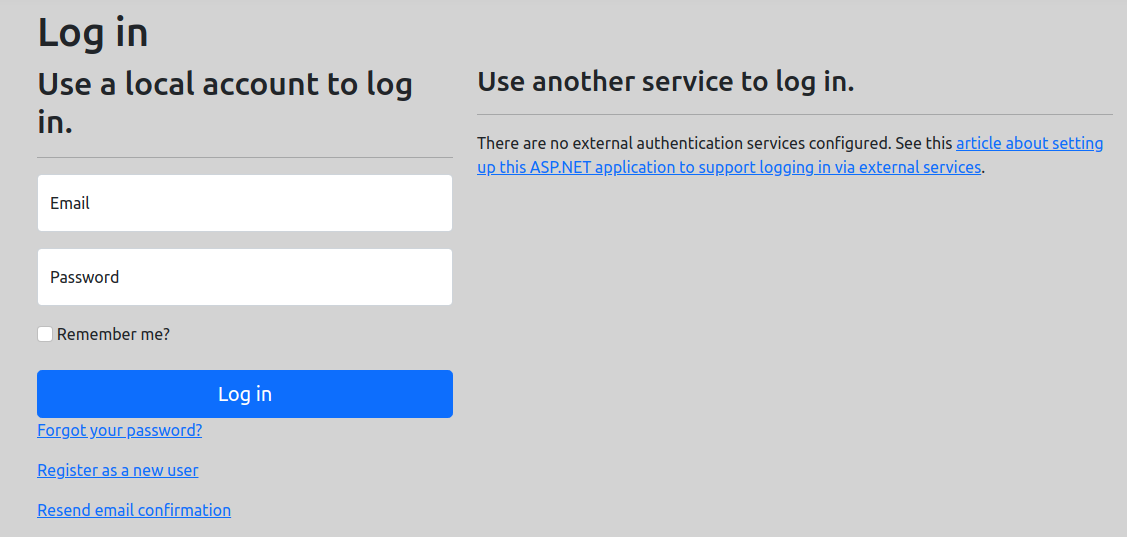 Log in
Use a local account to log
in.
Email
Password
Remember me?
Log in
Forgot your password?
Register as a new user
Resend email confirmation
Use another service to log in.
There are no external authentication services configured. See this article about setting
up this ASP.NET application to support logging in via external services.